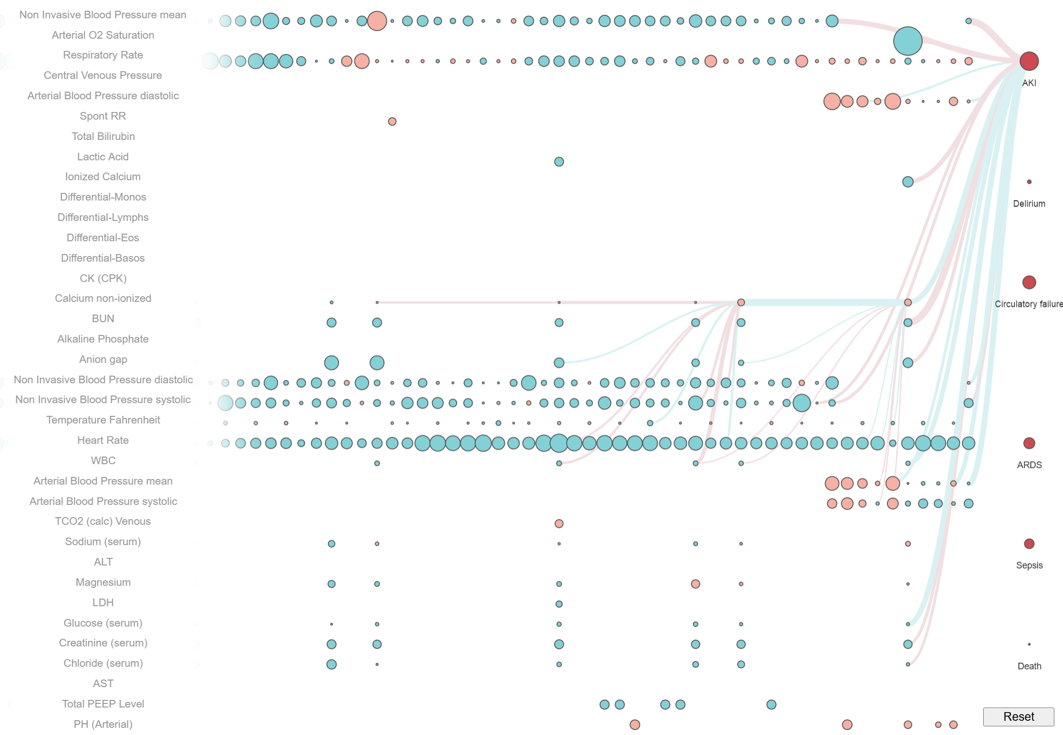 Non Invasive Blood Pressure mean
Arterial O2 Saturation
Respiratory Rate
Central Venous Pressure
Arterial Blood Pressure diastolic
Spont RR
Total Bilirubin
Lactic Acid
Ionized Calcium
Differential-Monos
Differential-Lymphs
Differential-Eos
Differential-Basos
CK (CPK)
Calcium non-ionized
BUN
Alkaline Phosphate
Anion gap
Non Invasive Blood Pressure diastolic
Non Invasive Blood Pressure systolic
Temperature Fahrenheit
Heart Rate
WBC
Arterial Blood Pressure mean
Arterial Blood Pressure systolic
TCO2 (calc) Venous
Sodium (serum)
ALT
Magnesium
LDH
Glucose (serum)
Creatinine (serum)
Chloride (serum)
AST
Total PEEP Level
PH (Arterial)
AKI
Delirium
Circulatory failure
ARDS
Sepsis
Death
Reset